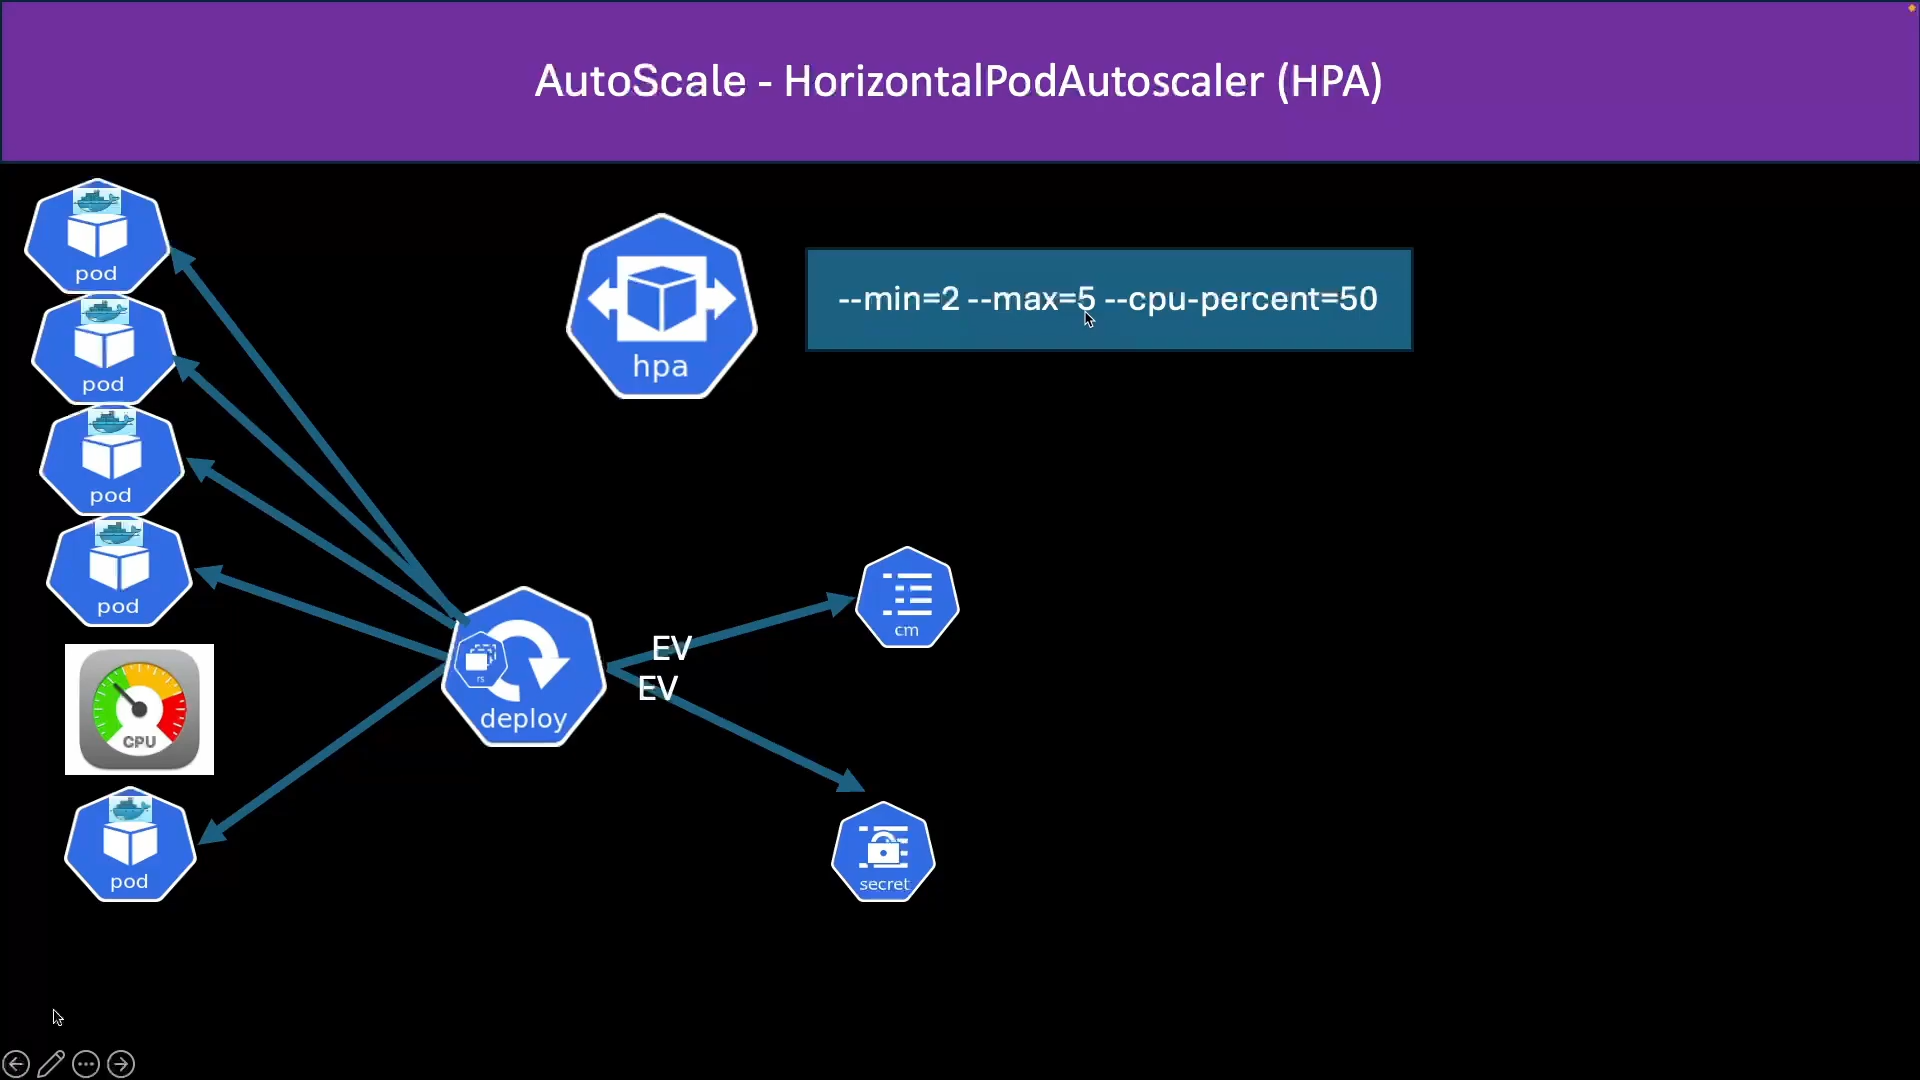 AutoScale - HorizontalPodAutoscaler (HPA)
pod
pod
pod
pod
CPU
pod
hpa
--min=2 --max=5 --cpu-percent=50
rs
deploy
EV
EV
cm
secret